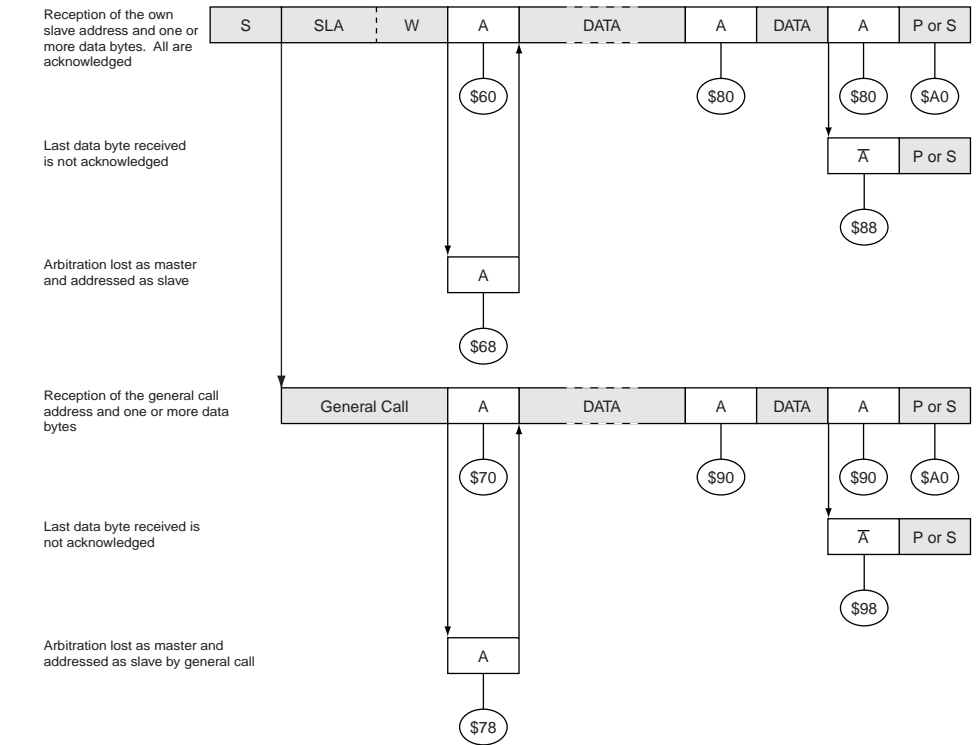 Reception of the own
slave address and one or
more data bytes. All are
acknowledged
S SLA W A DATA A DATA A P or S
$60 $80 $80 $A0
Last data byte received
is not acknowledged
A̅ P or S
$88
Arbitration lost as master
and addressed as slave
A
$68
Reception of the general call
address and one or more data
bytes
General Call A DATA A DATA A P or S
$70 $90 $90 $A0
Last data byte received is
not acknowledged
A̅ P or S
$98
Arbitration lost as master and
addressed as slave by general call
A
$78